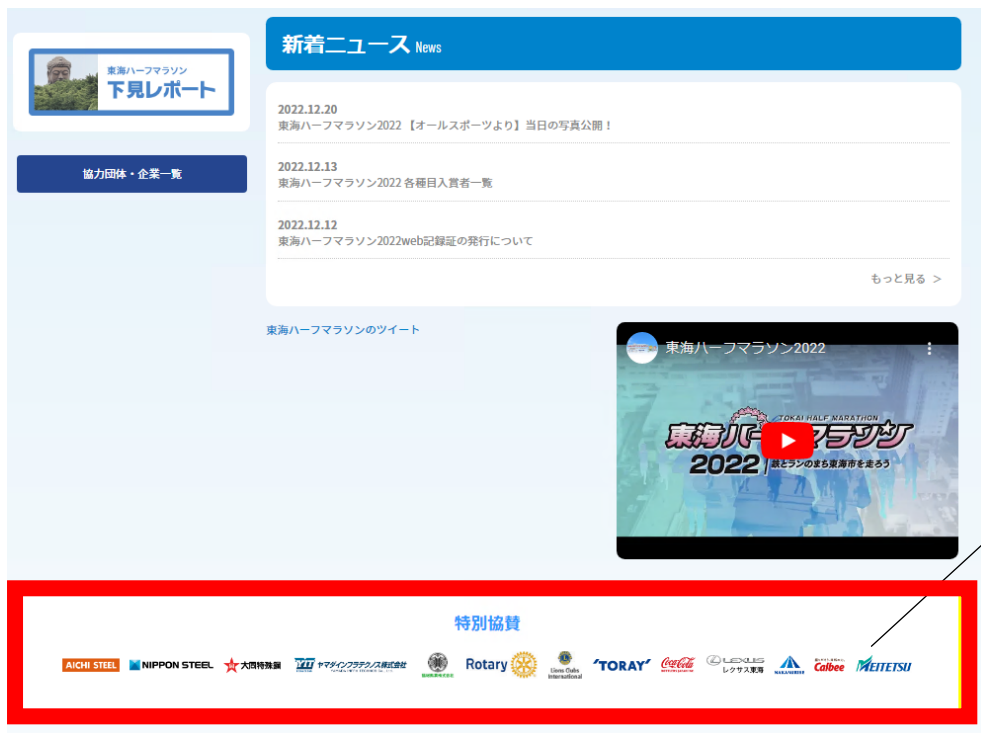 東海ハーフマラソン
下見レポート
協力団体・企業一覧
新着ニュース News
2022.12.20
東海ハーフマラソン2022 【オールスポーツより】当日の写真公開！
2022.12.13
東海ハーフマラソン2022 各種目入賞者一覧
2022.12.12
東海ハーフマラソン2022web記録証の発行について
もっと見る ＞
東海ハーフマラソンのツイート
東海ハーフマラソン2022
TOKAI HALF MARATHON
東海ハーフマラソン
2022 鉄とランのまち東海市を走ろう
特別協賛
AICHI STEEL NIPPON STEEL 大同特殊鋼 ヤマダインフラテクノス株式会社 Rotary Lions Clubs International 'TORAY' Coca-Cola LEXUS レクサス東海 Calbee MEITETSU